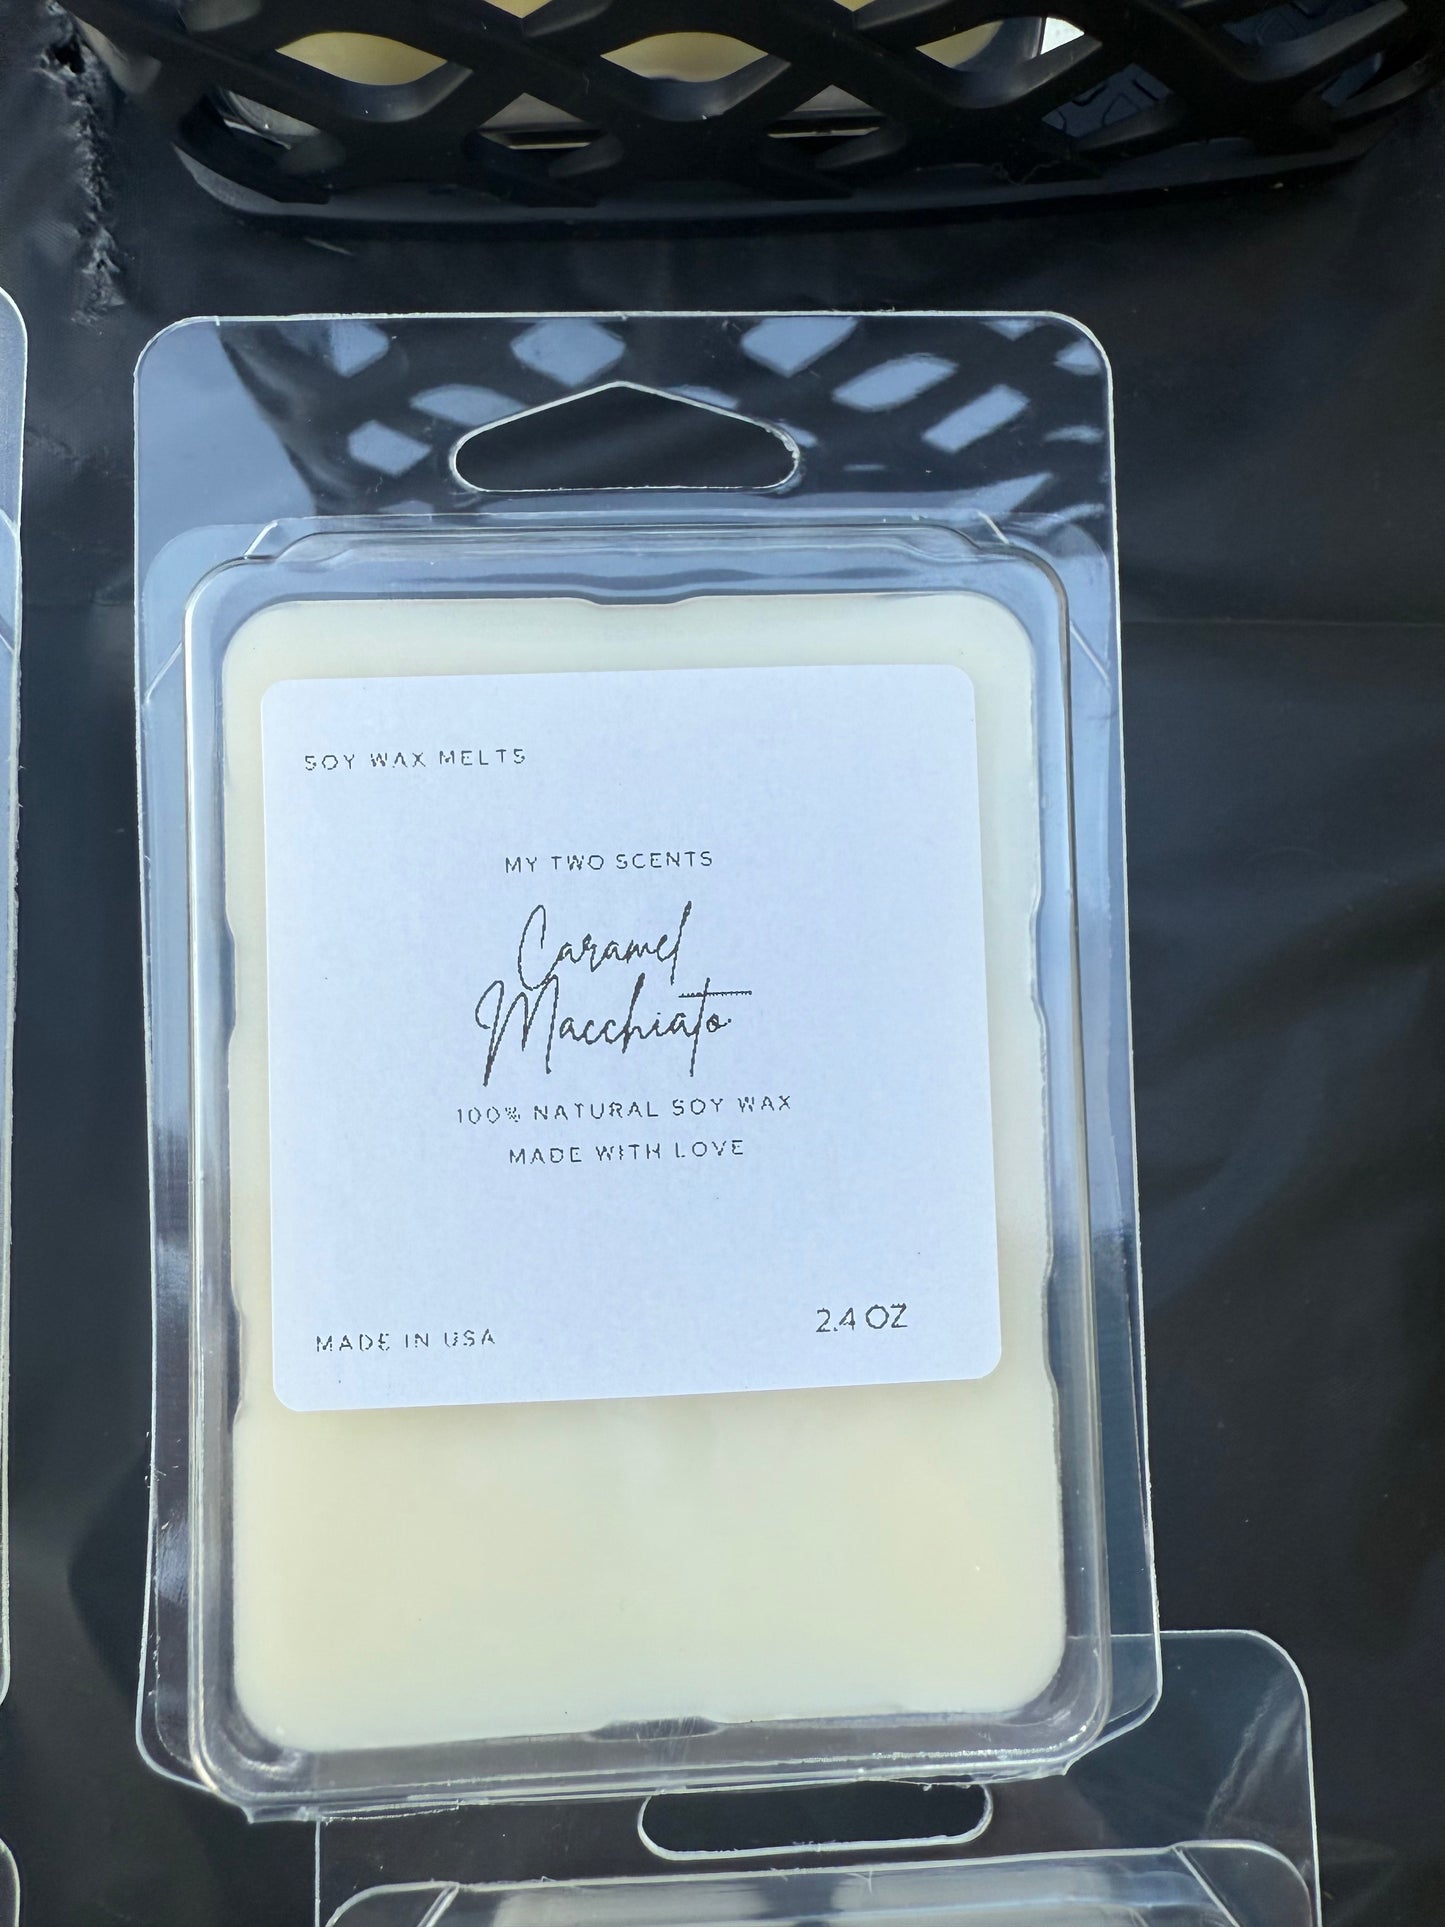 SOY WAX MELTS
MY TWO SCENTS
Caramel
Macchiato
100% NATURAL SOY WAX
MADE WITH LOVE
MADE IN USA
2.4 OZ